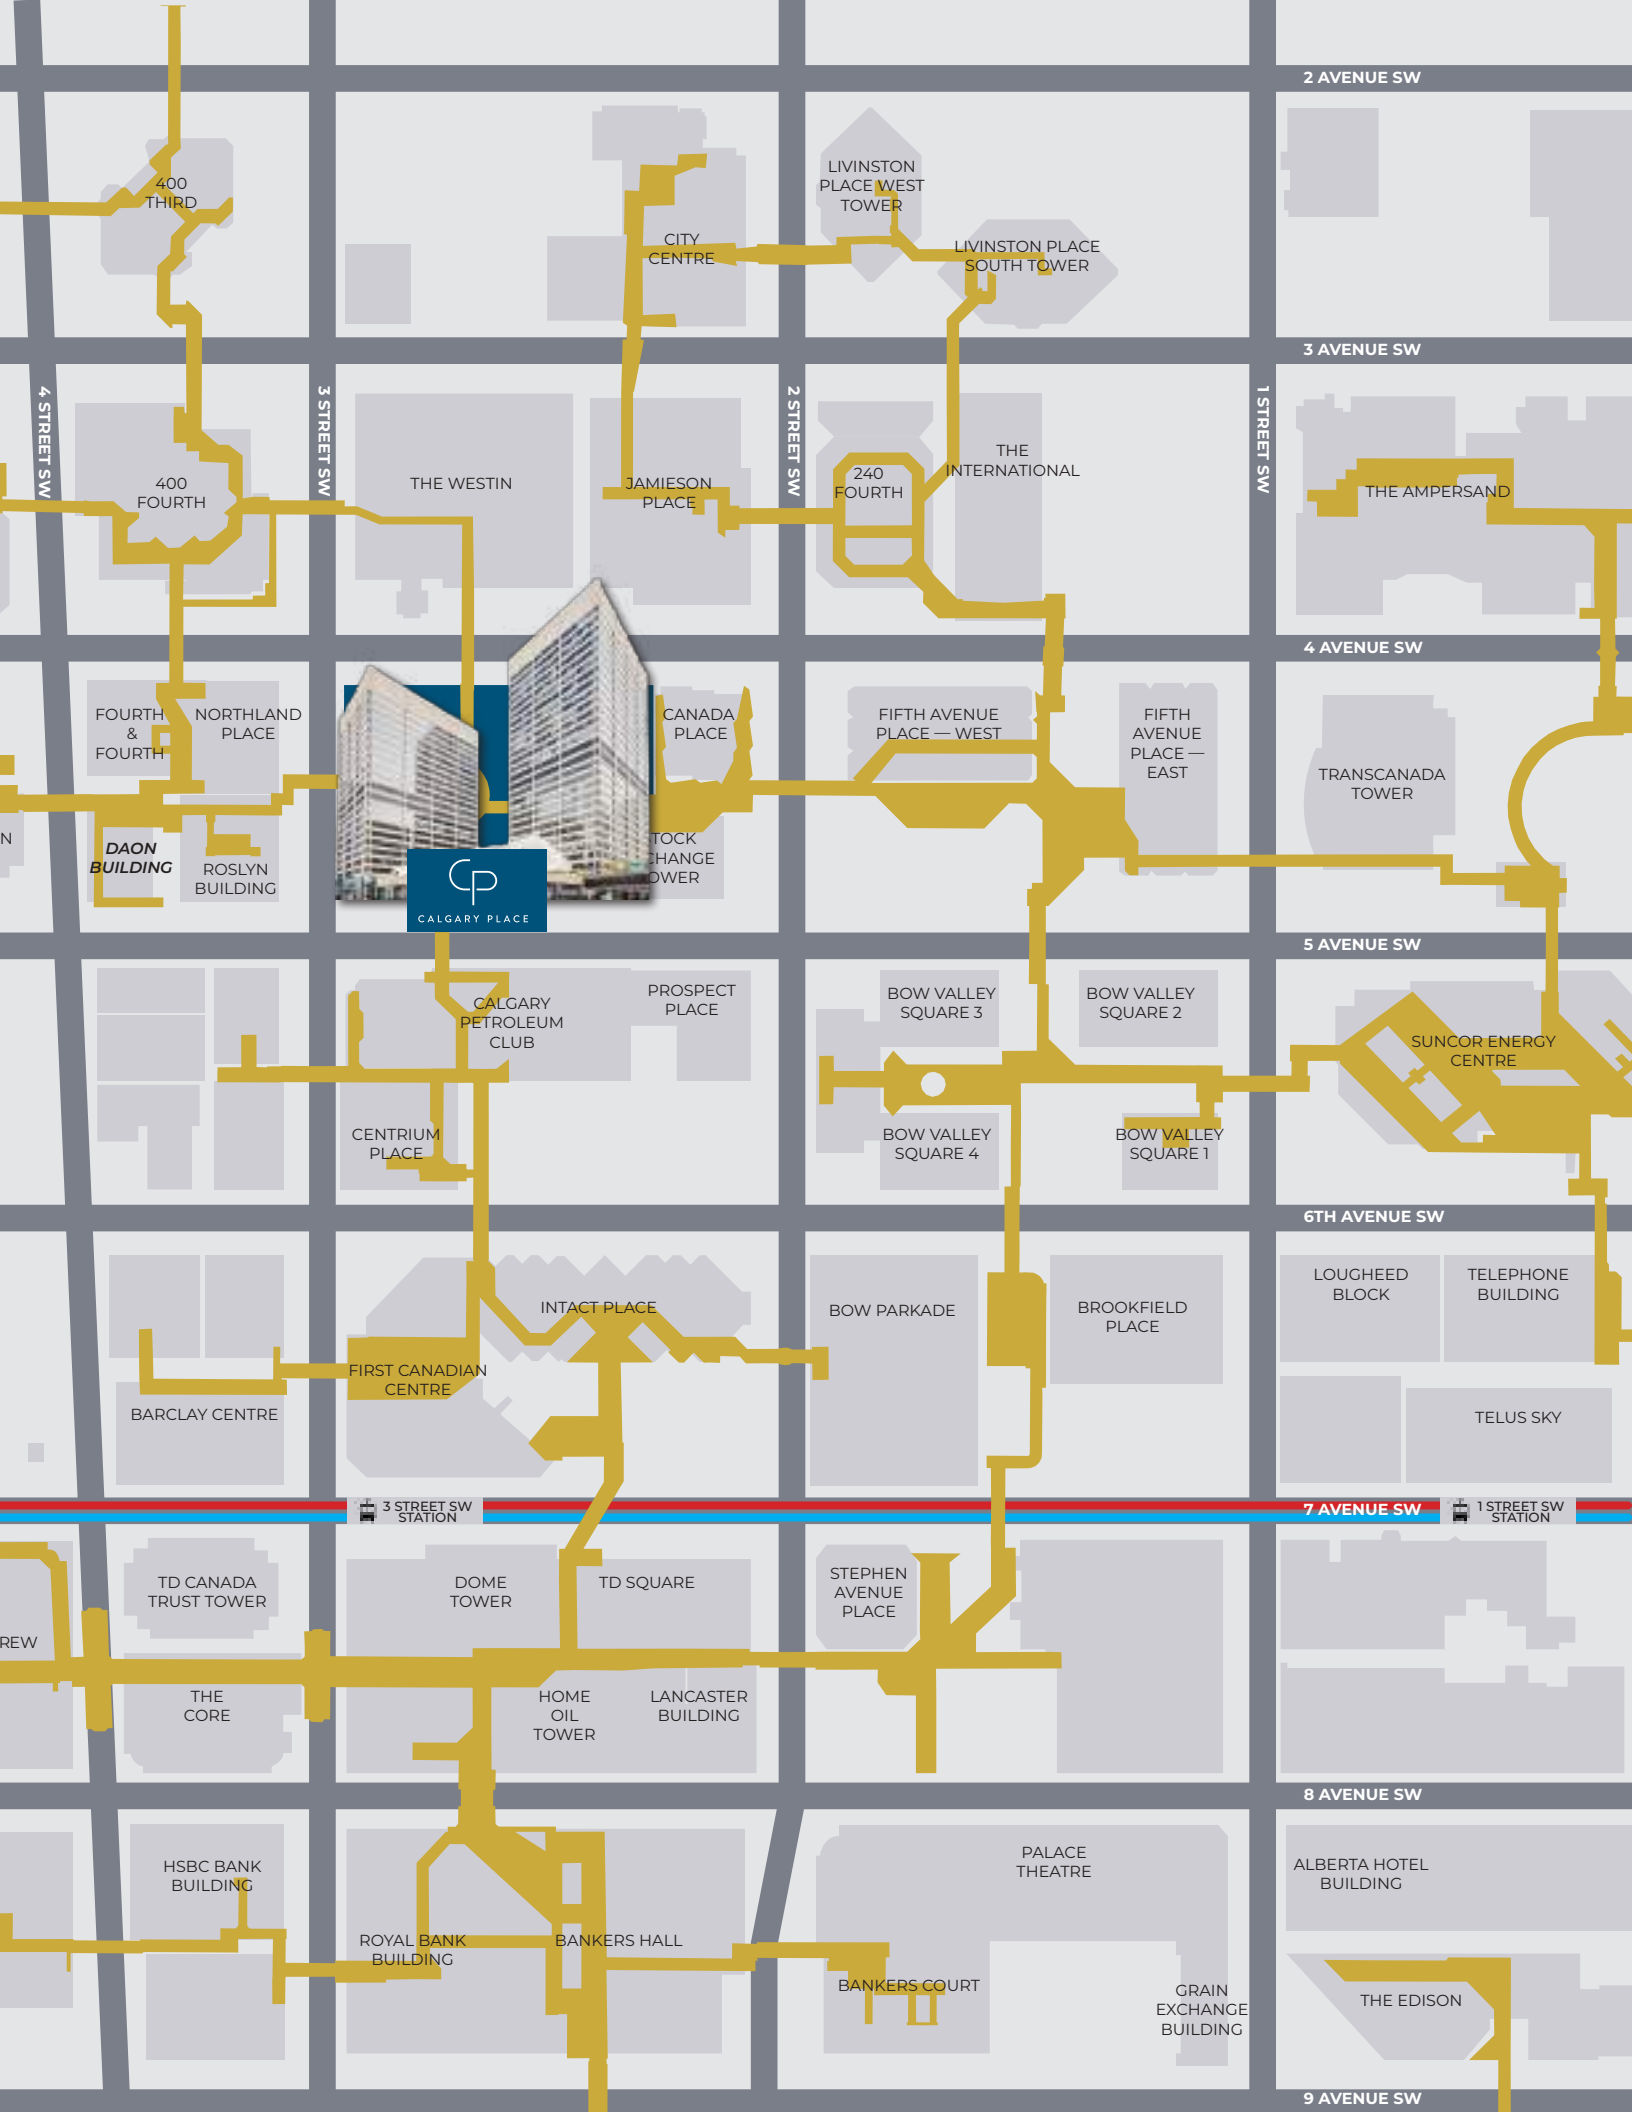 2 AVENUE SW
400
THIRD
LIVINSTON
PLACE WEST
TOWER
CITY
CENTRE
LIVINSTON PLACE
SOUTH TOWER
3 AVENUE SW
4 STREET SW
3 STREET SW
2 STREET SW
1 STREET SW
400
FOURTH
THE WESTIN
JAMIESON
PLACE
240
FOURTH
THE
INTERNATIONAL
THE AMPERSAND
4 AVENUE SW
FOURTH
&
FOURTH
NORTHLAND
PLACE
CANADA
PLACE
FIFTH AVENUE
PLACE — WEST
FIFTH
AVENUE
PLACE —
EAST
TRANSCANADA
TOWER
N
DAON
BUILDING
ROSLYN
BUILDING
TOCK
CHANGE
OWER
CP
CALGARY PLACE
5 AVENUE SW
CALGARY
PETROLEUM
CLUB
PROSPECT
PLACE
BOW VALLEY
SQUARE 3
BOW VALLEY
SQUARE 2
SUNCOR ENERGY
CENTRE
CENTRIUM
PLACE
BOW VALLEY
SQUARE 4
BOW VALLEY
SQUARE 1
6TH AVENUE SW
INTACT PLACE
BOW PARKADE
BROOKFIELD
PLACE
LOUGHEED
BLOCK
TELEPHONE
BUILDING
FIRST CANADIAN
CENTRE
BARCLAY CENTRE
TELUS SKY
3 STREET SW
STATION
7 AVENUE SW
1 STREET SW
STATION
TD CANADA
TRUST TOWER
DOME
TOWER
TD SQUARE
STEPHEN
AVENUE
PLACE
REW
THE
CORE
HOME
OIL
TOWER
LANCASTER
BUILDING
8 AVENUE SW
HSBC BANK
BUILDING
PALACE
THEATRE
ALBERTA HOTEL
BUILDING
ROYAL BANK
BUILDING
BANKERS HALL
BANKERS COURT
GRAIN
EXCHANGE
BUILDING
THE EDISON
9 AVENUE SW